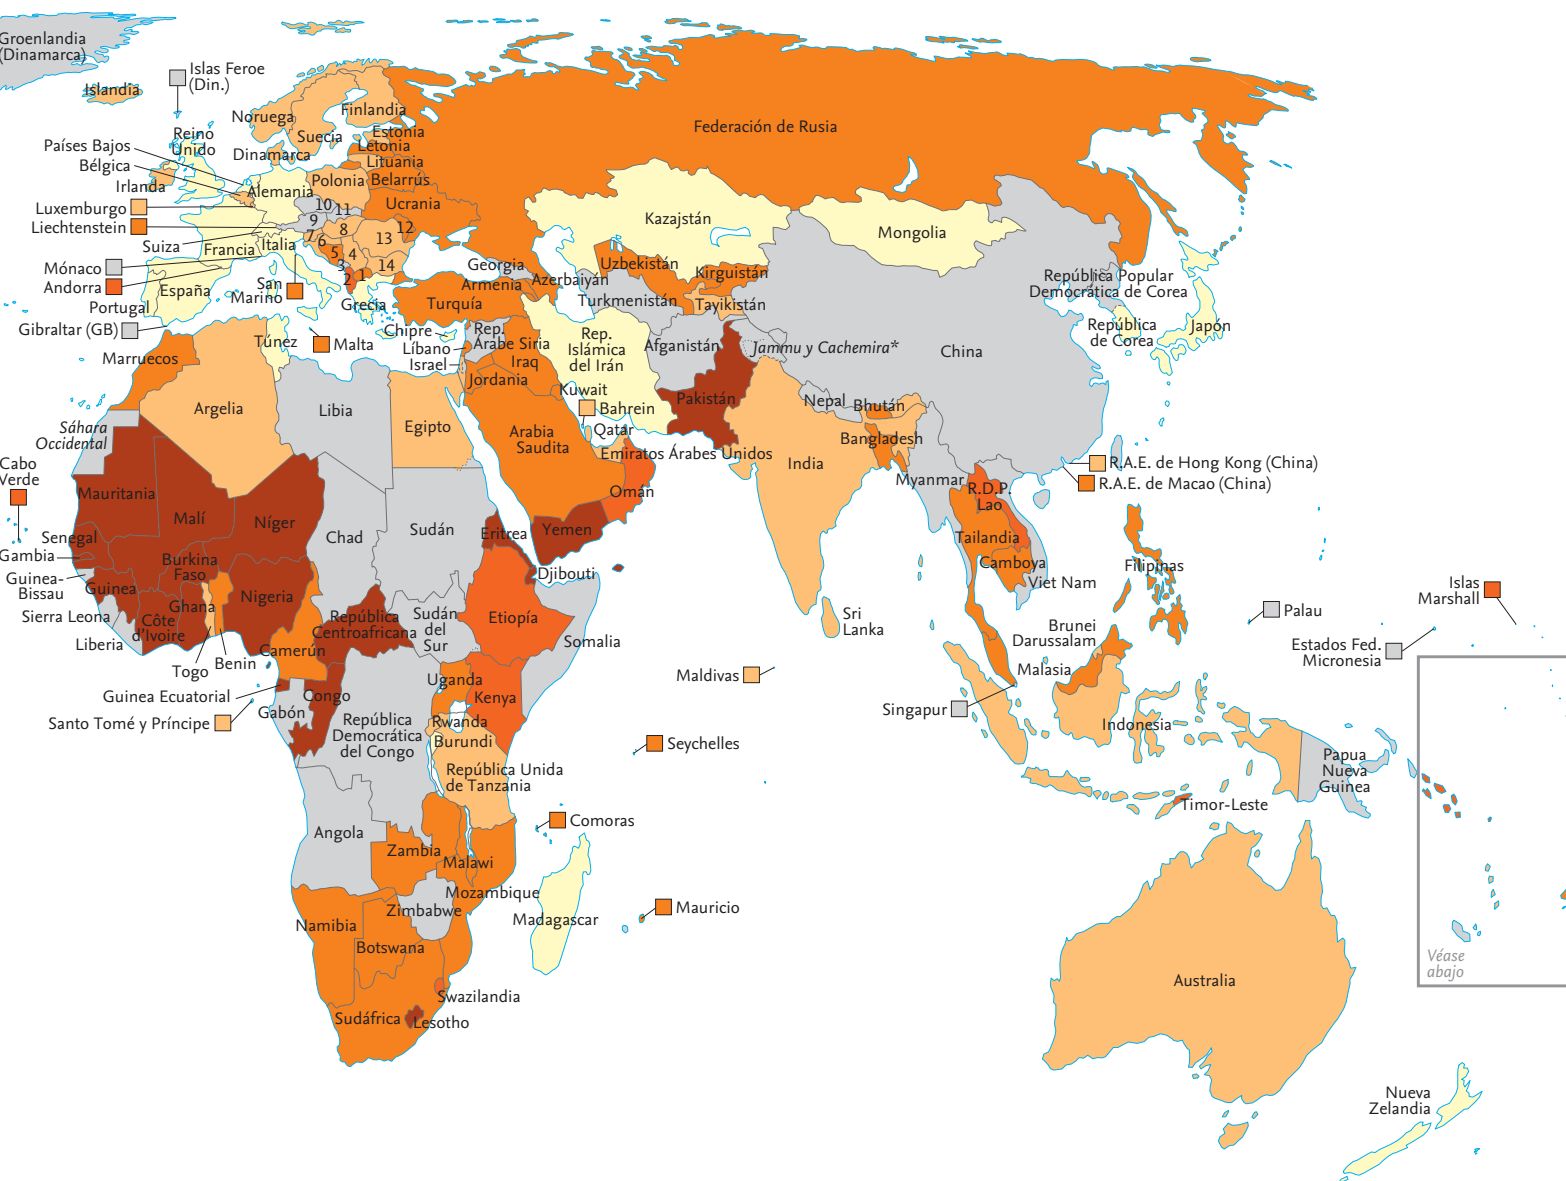 Groenlandia
(Dinamarca)
Islandia
Islas Feroe
(Din.)
Noruega
Finlandia
Suecia
Estonia
Letonia
Lituania
Reino
Unido
Dinamarca
Países Bajos
Bélgica
Irlanda
Alemania
Polonia
Belarrús
Luxemburgo
Liechtenstein
Suiza
Francia
Italia
Ucrania
10
11
9
8
7
6
5
4
3
2
1
12
13
14
Mónaco
Andorra
Portugal
España
San
Marino
Grecia
Gibraltar (GB)
Federación de Rusia
Kazajstán
Mongolia
Georgia
Armenia
Azerbaiyán
Turquía
Uzbekistán
Kirguistán
Turkmenistán
Tayikistán
Chipre
Líbano
Israel
Rep.
Árabe Siria
Iraq
Jordania
Rep.
Islámica
del Irán
Afganistán
Jammu y Cachemira*
China
República Popular
Democrática de Corea
República
de Corea
Japón
Marruecos
Túnez
Malta
Argelia
Libia
Egipto
Sáhara
Occidental
Kuwait
Bahrein
Qatar
Arabia
Saudita
Emiratos Árabes Unidos
Omán
Yemen
Pakistán
Nepal
Bhután
Bangladesh
India
Myanmar
R.A.E. de Hong Kong (China)
R.A.E. de Macao (China)
R.D.P.
Lao
Tailandia
Camboya
Viet Nam
Filipinas
Cabo
Verde
Mauritania
Malí
Níger
Chad
Sudán
Eritrea
Djibouti
Senegal
Gambia
Guinea-
Bissau
Guinea
Sierra Leona
Liberia
Burkina
Faso
Ghana
Côte
d'Ivoire
Togo
Benin
Nigeria
Camerún
República
Centroafricana
Sudán
del
Sur
Etiopía
Somalia
Guinea Ecuatorial
Santo Tomé y Príncipe
Gabón
Congo
República
Democrática
del Congo
Uganda
Kenya
Rwanda
Burundi
República Unida
de Tanzania
Sri
Lanka
Maldivas
Seychelles
Comoras
Mauricio
Brunei
Darussalam
Malasia
Singapur
Indonesia
Timor-Leste
Papua
Nueva
Guinea
Palau
Islas
Marshall
Estados Fed.
Micronesia
Angola
Zambia
Malawi
Mozambique
Zimbabwe
Madagascar
Namibia
Botswana
Swazilandia
Sudáfrica
Lesotho
Australia
Véase
abajo
Nueva
Zelandia